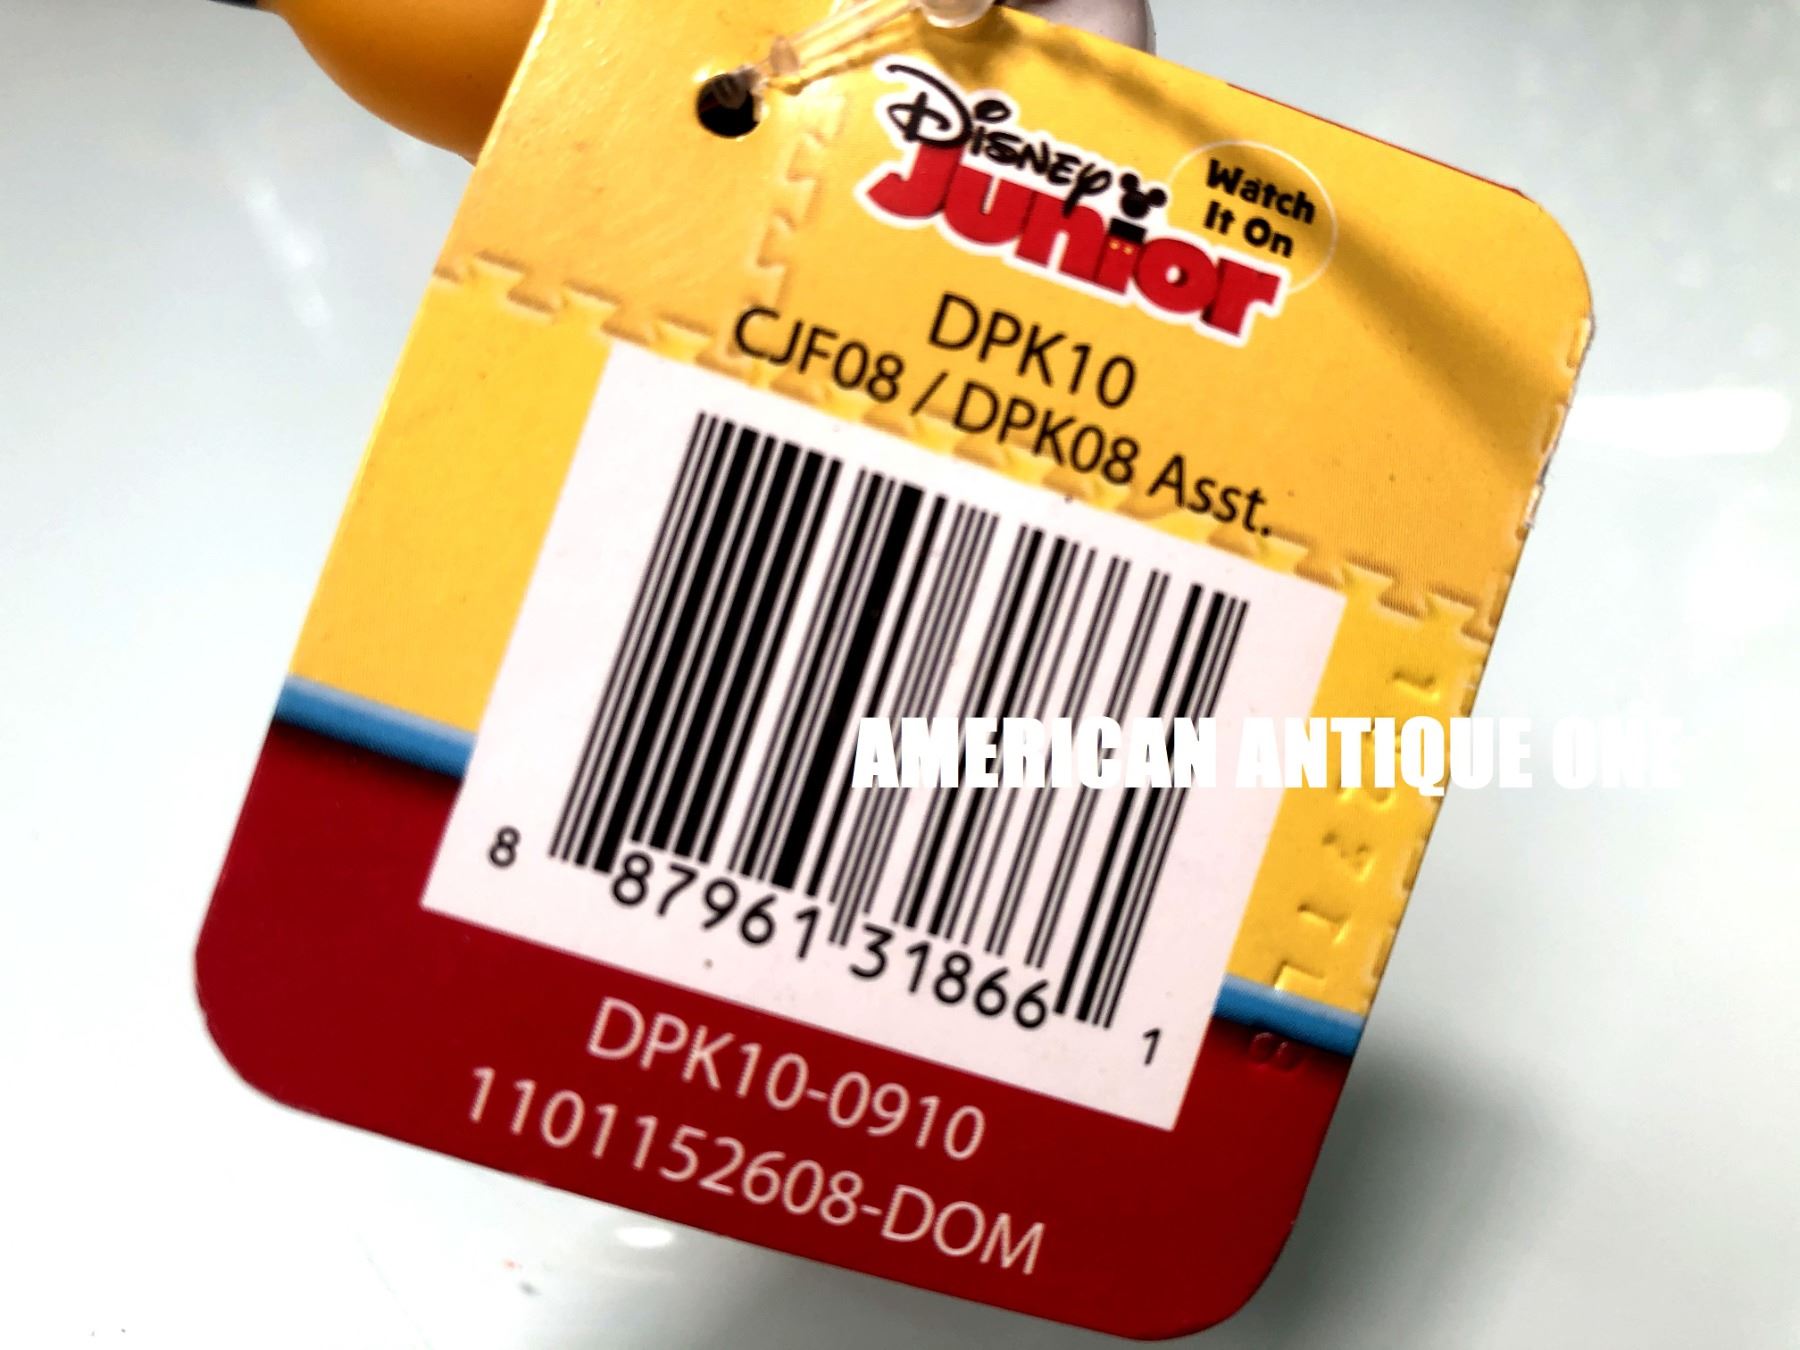 Disney
Junior
Watch
It On
DPK10
CJF08 / DPK08 Asst.
8 87961 31866 1
DPK10-0910
1101152608-DOM
AMERICAN ANTIQUE ONE